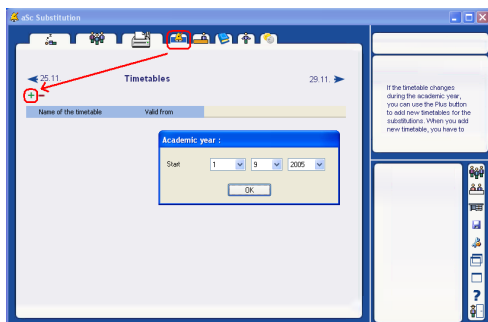 aSc Substitution
25.11.
Timetables
29.11.
Name of the timetable Valid from
Academic year :
Start 1 9 2005
OK
If the timetable changes
during the academic year,
you can use the Plus button
to add new timetables for the
substitutions. When you add
new timetable, you have to